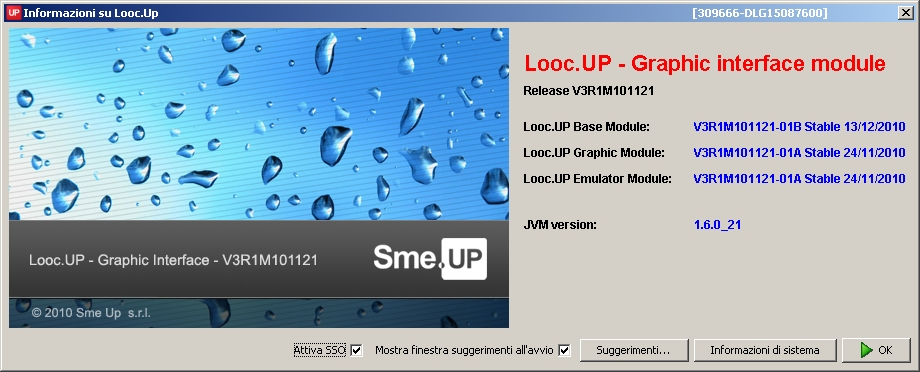 UP Informazioni su Looc.Up [309666-DLG15087600]
Looc.UP - Graphic interface module
Release V3R1M101121
Looc.UP Base Module: V3R1M101121-01B Stable 13/12/2010
Looc.UP Graphic Module: V3R1M101121-01A Stable 24/11/2010
Looc.UP Emulator Module: V3R1M101121-01A Stable 24/11/2010
JVM version: 1.6.0_21
Looc.UP - Graphic Interface - V3R1M101121
Sme.UP
© 2010 Sme Up s.r.l.
Attiva SSO Mostra finestra suggerimenti all'avvio Suggerimenti... Informazioni di sistema OK